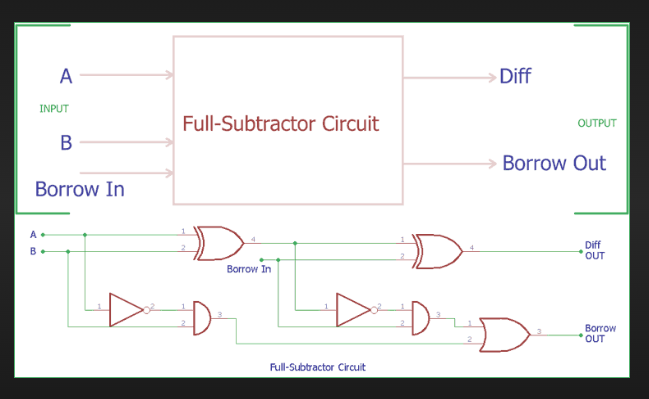 A
Diff
INPUT
Full-Subtractor Circuit
OUTPUT
B
Borrow Out
Borrow In
A
1
4
1
4
Diff
OUT
B
2
Borrow In
2
1
2
1
3
1
2
1
3
1
3
Borrow
OUT
2
2
2
Full-Subtractor Circuit